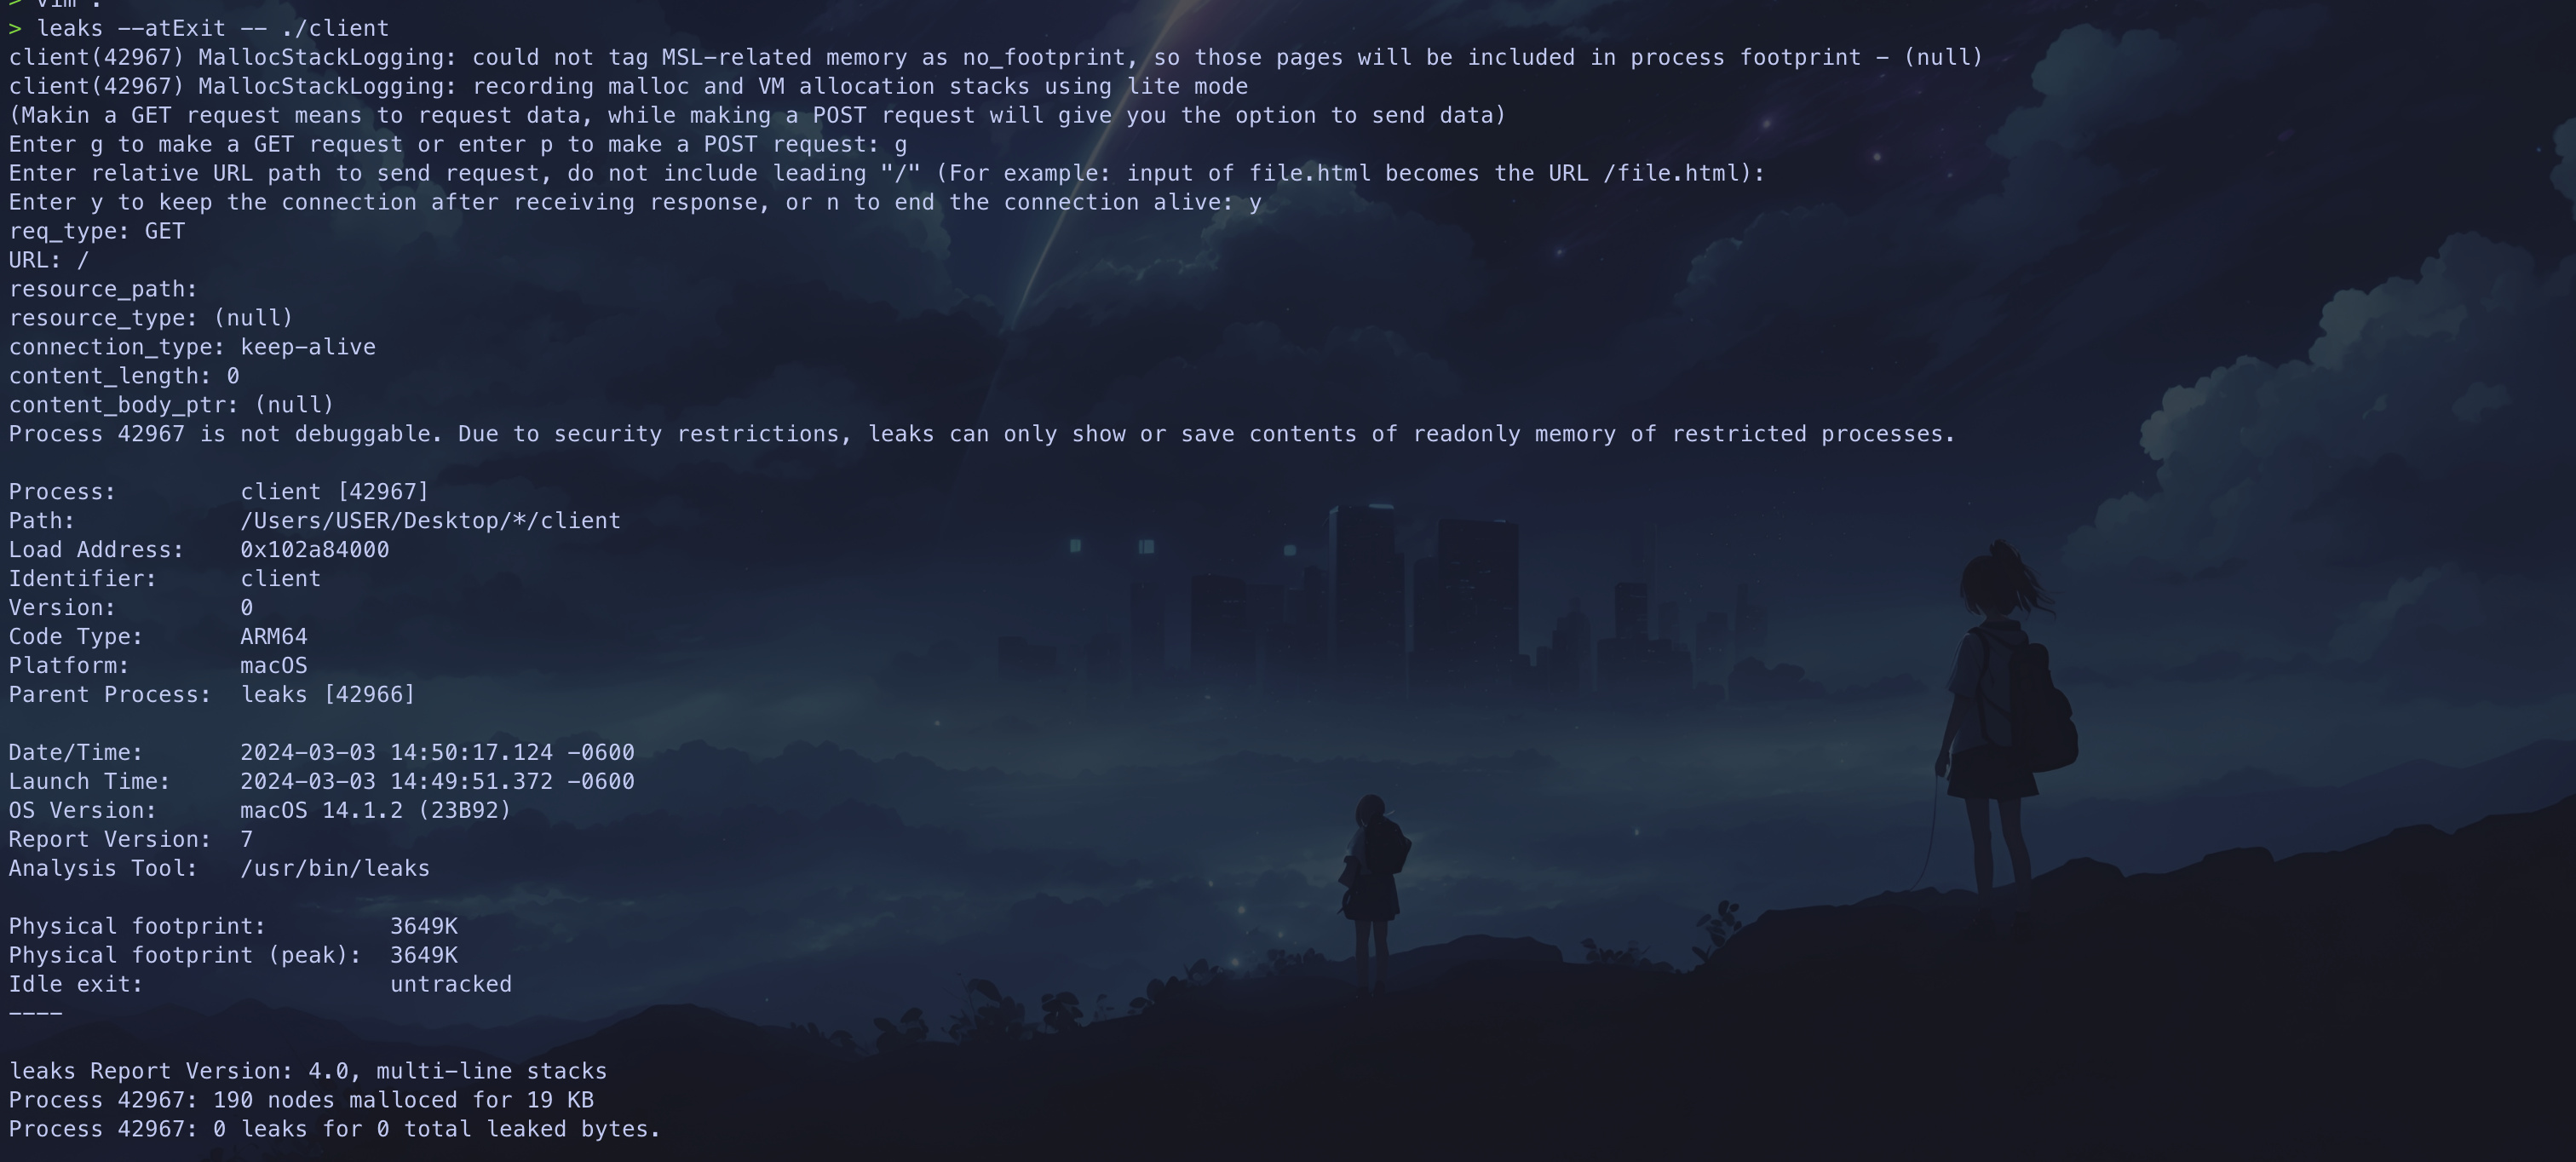 > vim .
> leaks --atExit -- ./client
client(42967) MallocStackLogging: could not tag MSL-related memory as no_footprint, so those pages will be included in process footprint - (null)
client(42967) MallocStackLogging: recording malloc and VM allocation stacks using lite mode
(Makin a GET request means to request data, while making a POST request will give you the option to send data)
Enter g to make a GET request or enter p to make a POST request: g
Enter relative URL path to send request, do not include leading "/" (For example: input of file.html becomes the URL /file.html):
Enter y to keep the connection after receiving response, or n to end the connection alive: y
req_type: GET
URL: /
resource_path:
resource_type: (null)
connection_type: keep-alive
content_length: 0
content_body_ptr: (null)
Process 42967 is not debuggable. Due to security restrictions, leaks can only show or save contents of readonly memory of restricted processes.
Process: client [42967]
Path: /Users/USER/Desktop/*/client
Load Address: 0x102a84000
Identifier: client
Version: 0
Code Type: ARM64
Platform: macOS
Parent Process: leaks [42966]
Date/Time: 2024-03-03 14:50:17.124 -0600
Launch Time: 2024-03-03 14:49:51.372 -0600
OS Version: macOS 14.1.2 (23B92)
Report Version: 7
Analysis Tool: /usr/bin/leaks
Physical footprint: 3649K
Physical footprint (peak): 3649K
Idle exit: untracked
----
leaks Report Version: 4.0, multi-line stacks
Process 42967: 190 nodes malloced for 19 KB
Process 42967: 0 leaks for 0 total leaked bytes.